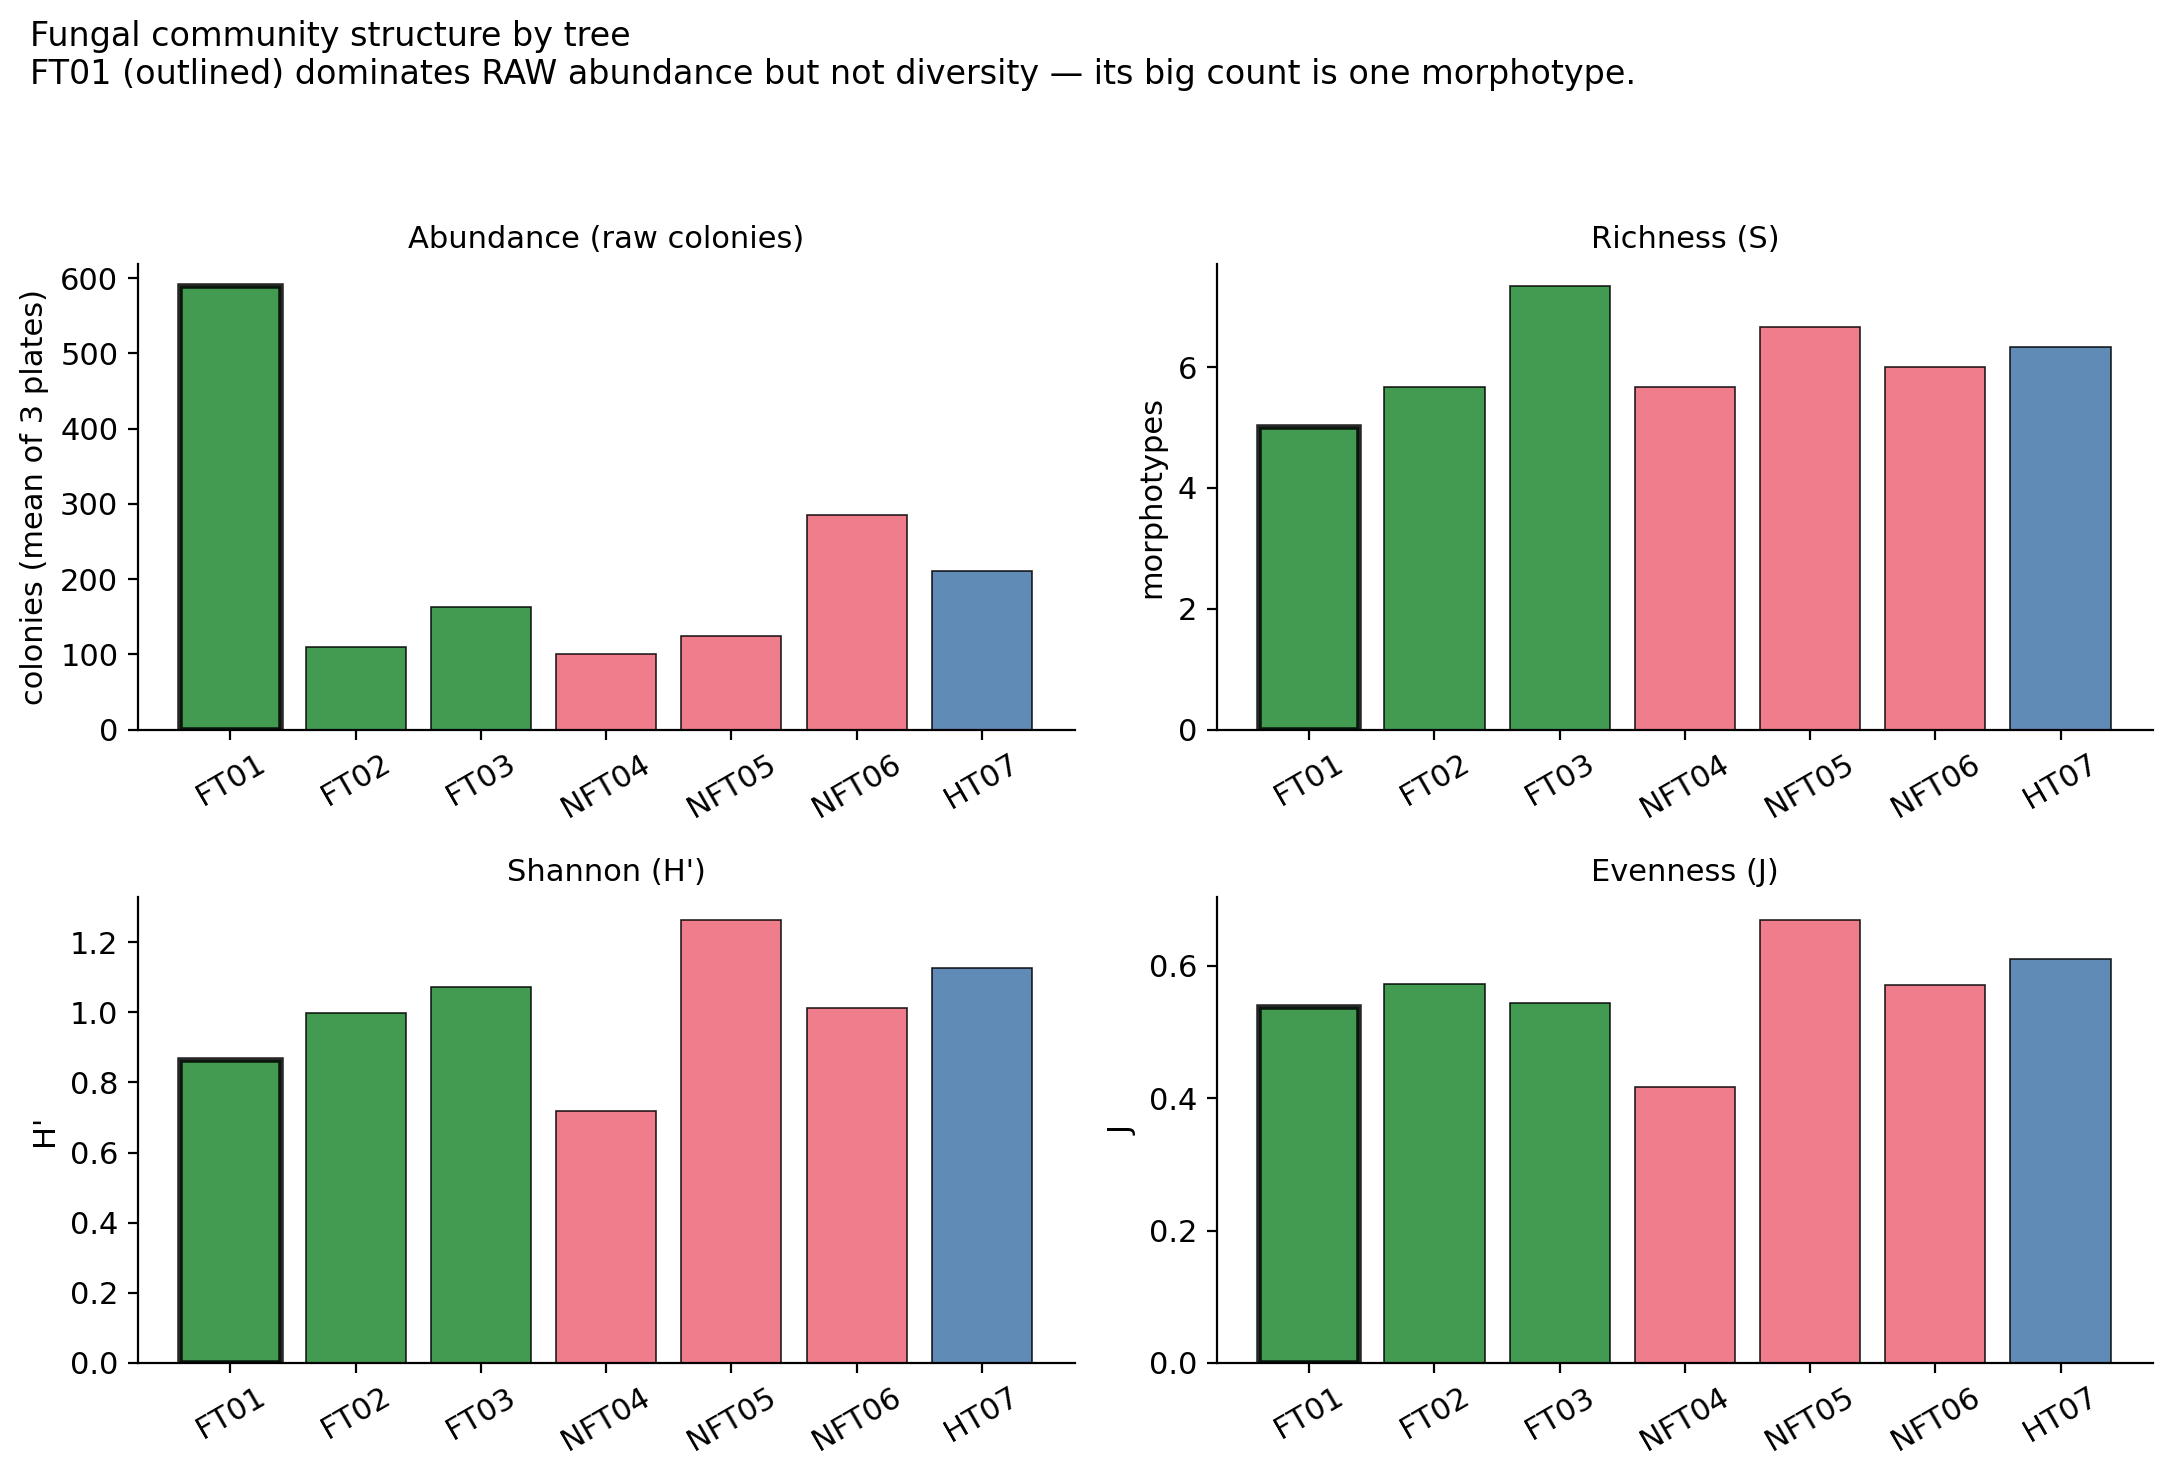 Fungal community structure by tree
FT01 (outlined) dominates RAW abundance but not diversity — its big count is one morphotype.
Abundance (raw colonies)
colonies (mean of 3 plates)
600
500
400
300
200
100
0
FT01 FT02 FT03 NFT04 NFT05 NFT06 HT07
Richness (S)
morphotypes
6
4
2
0
FT01 FT02 FT03 NFT04 NFT05 NFT06 HT07
Shannon (H')
H'
1.2
1.0
0.8
0.6
0.4
0.2
0.0
FT01 FT02 FT03 NFT04 NFT05 NFT06 HT07
Evenness (J)
J
0.6
0.4
0.2
0.0
FT01 FT02 FT03 NFT04 NFT05 NFT06 HT07